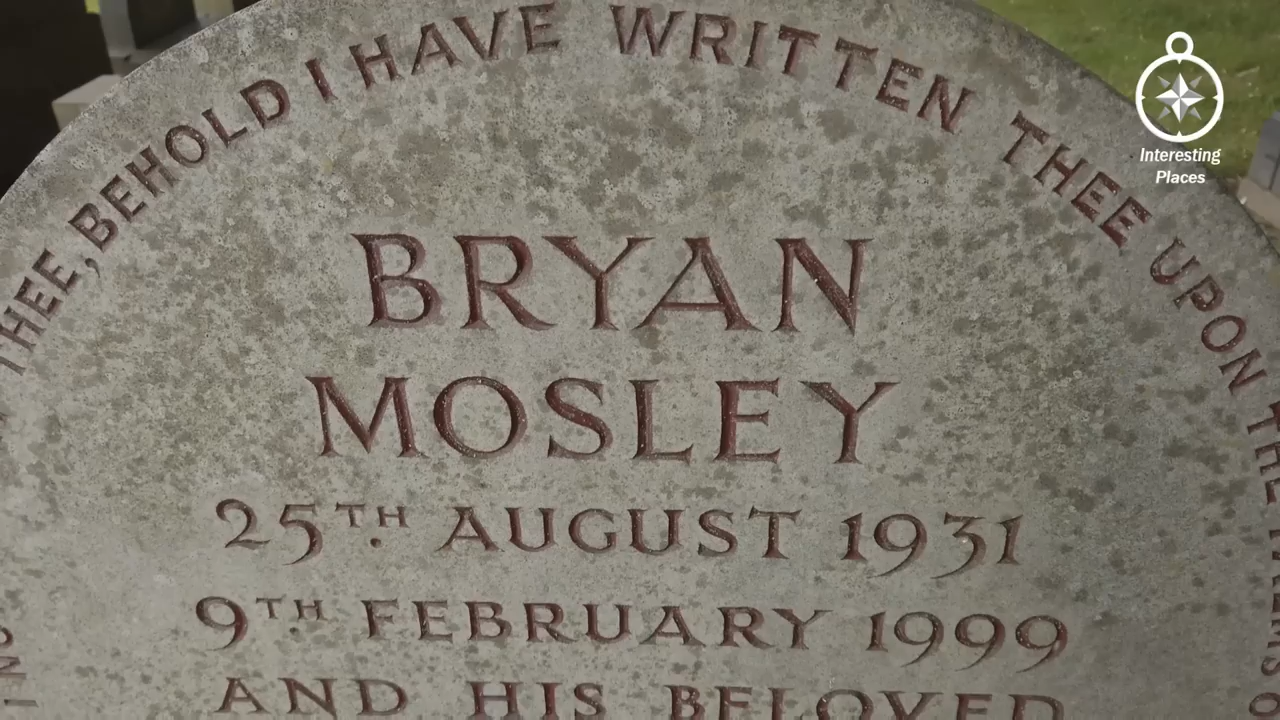 THEE, BEHOLD I HAVE WRITTEN THEE UPON THE PALMS O
BRYAN
MOSLEY
25TH AUGUST 1931
9TH FEBRUARY 1999
AND HIS BELOVED
Interesting
Places